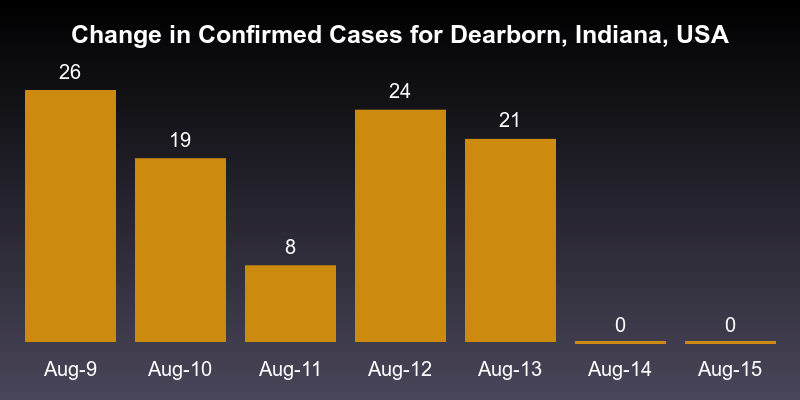 Change in Confirmed Cases for Dearborn, Indiana, USA
26
19
8
24
21
0
0
Aug-9
Aug-10
Aug-11
Aug-12
Aug-13
Aug-14
Aug-15